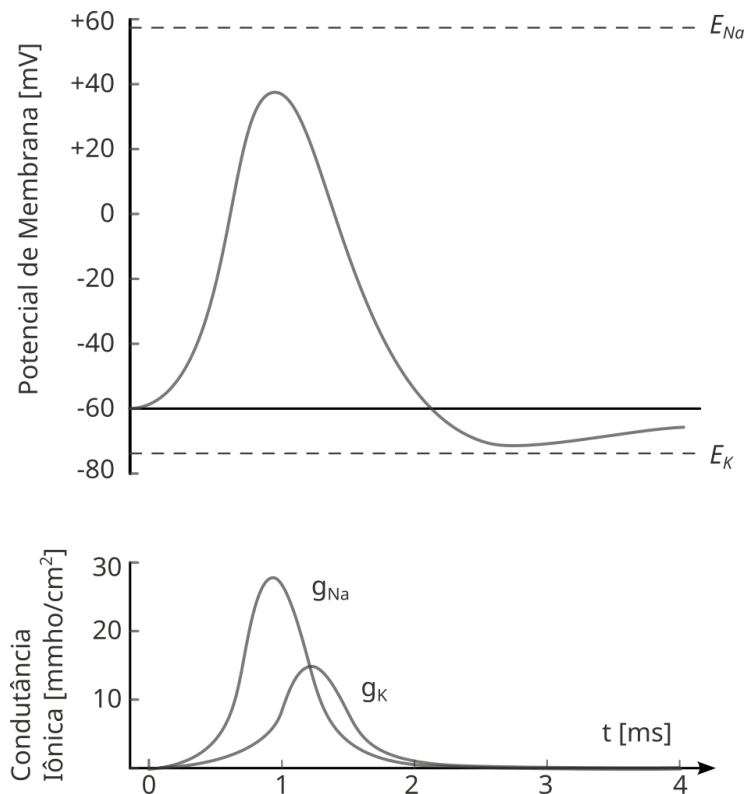 Potencial de Membrana [mV]
+60
+40
+20
0
-20
-40
-60
-80
E_Na
E_K
Condutância
Iônica [mmho/cm²]
30
20
10
g_Na
g_K
t [ms]
0
1
2
3
4